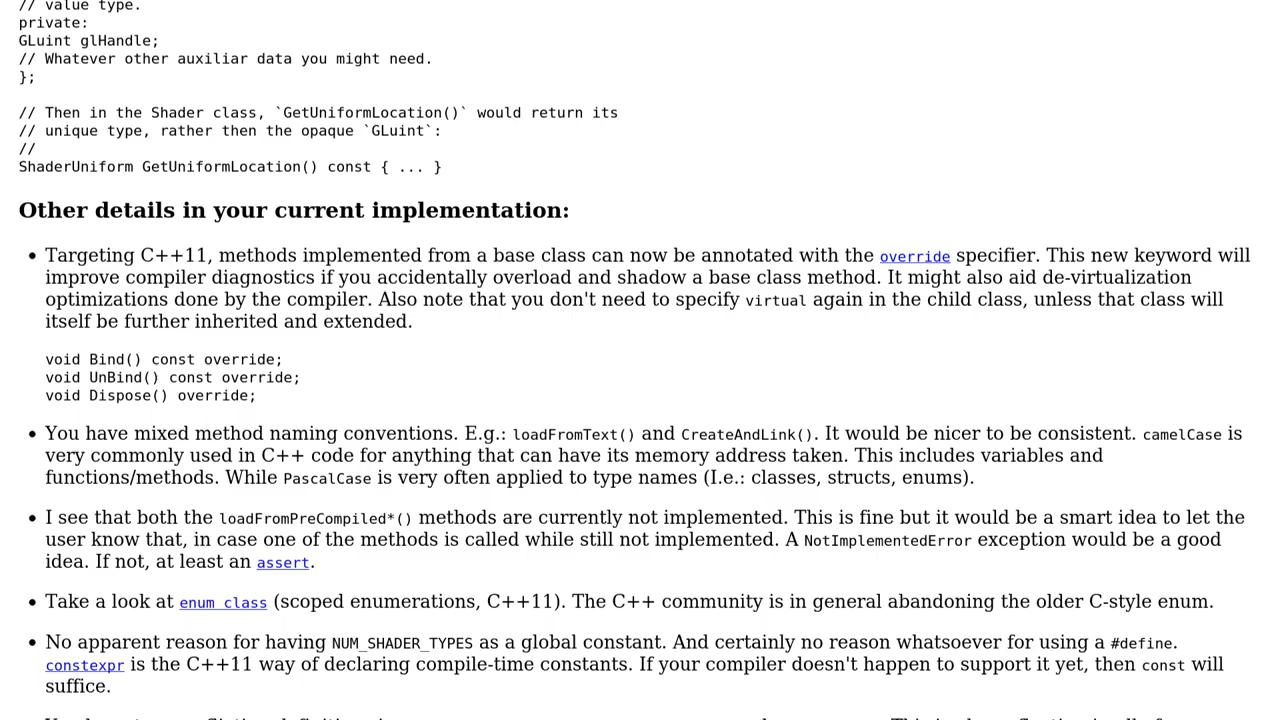 // value type.
private:
GLuint glHandle;
// Whatever other auxiliar data you might need.
};
// Then in the Shader class, `GetUniformLocation()` would return its
// unique type, rather then the opaque `GLuint`:
//
ShaderUniform GetUniformLocation() const { ... }
Other details in your current implementation:
• Targeting C++11, methods implemented from a base class can now be annotated with the override specifier. This new keyword will
improve compiler diagnostics if you accidentally overload and shadow a base class method. It might also aid de-virtualization
optimizations done by the compiler. Also note that you don't need to specify virtual again in the child class, unless that class will
itself be further inherited and extended.
void Bind() const override;
void UnBind() const override;
void Dispose() override;
• You have mixed method naming conventions. E.g.: loadFromText() and CreateAndLink(). It would be nicer to be consistent. camelCase is
very commonly used in C++ code for anything that can have its memory address taken. This includes variables and
functions/methods. While PascalCase is very often applied to type names (I.e.: classes, structs, enums).
• I see that both the loadFromPreCompiled*() methods are currently not implemented. This is fine but it would be a smart idea to let the
user know that, in case one of the methods is called while still not implemented. A NotImplementedError exception would be a good
idea. If not, at least an assert.
• Take a look at enum class (scoped enumerations, C++11). The C++ community is in general abandoning the older C-style enum.
• No apparent reason for having NUM_SHADER_TYPES as a global constant. And certainly no reason whatsoever for using a #define.
constexpr is the C++11 way of declaring compile-time constants. If your compiler doesn't happen to support it yet, then const will
suffice.